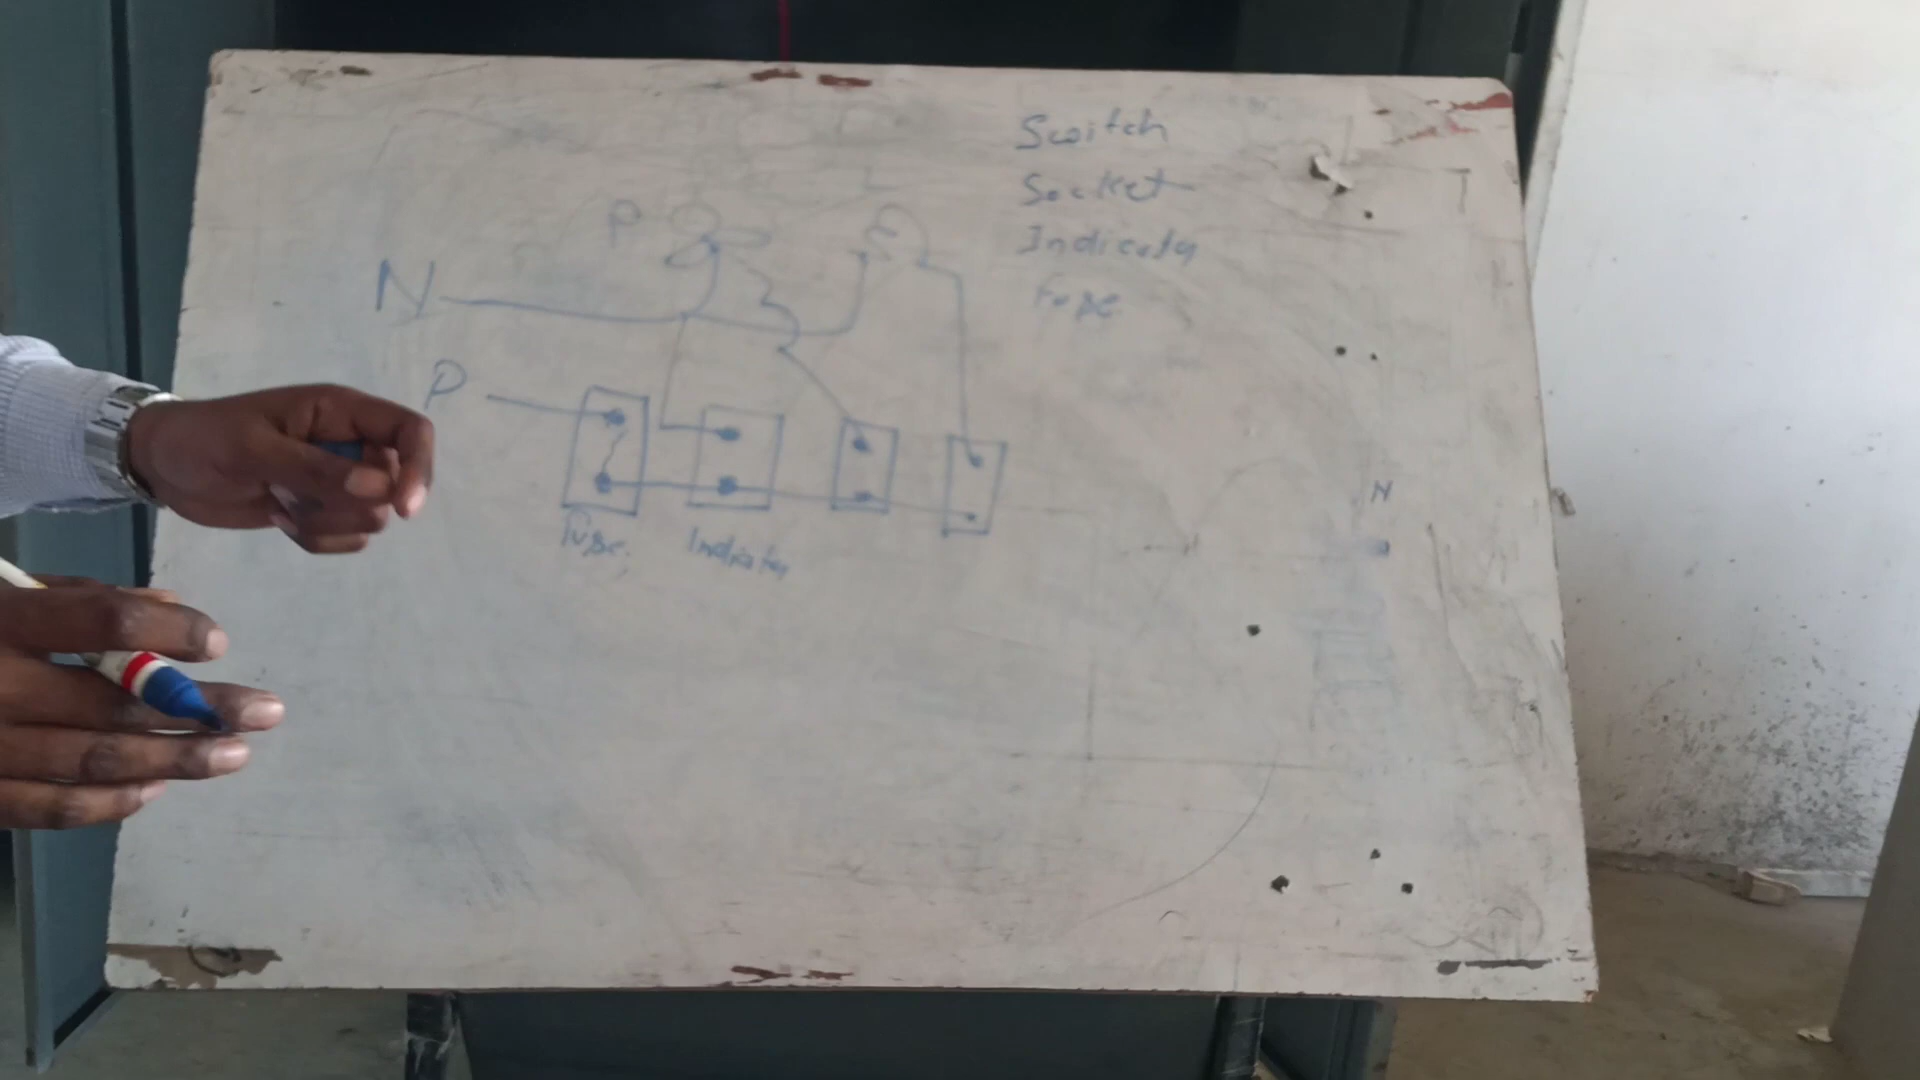 Switch
Socket
Indicator
fuse
P
N
P
N
Fuse.
Indicator